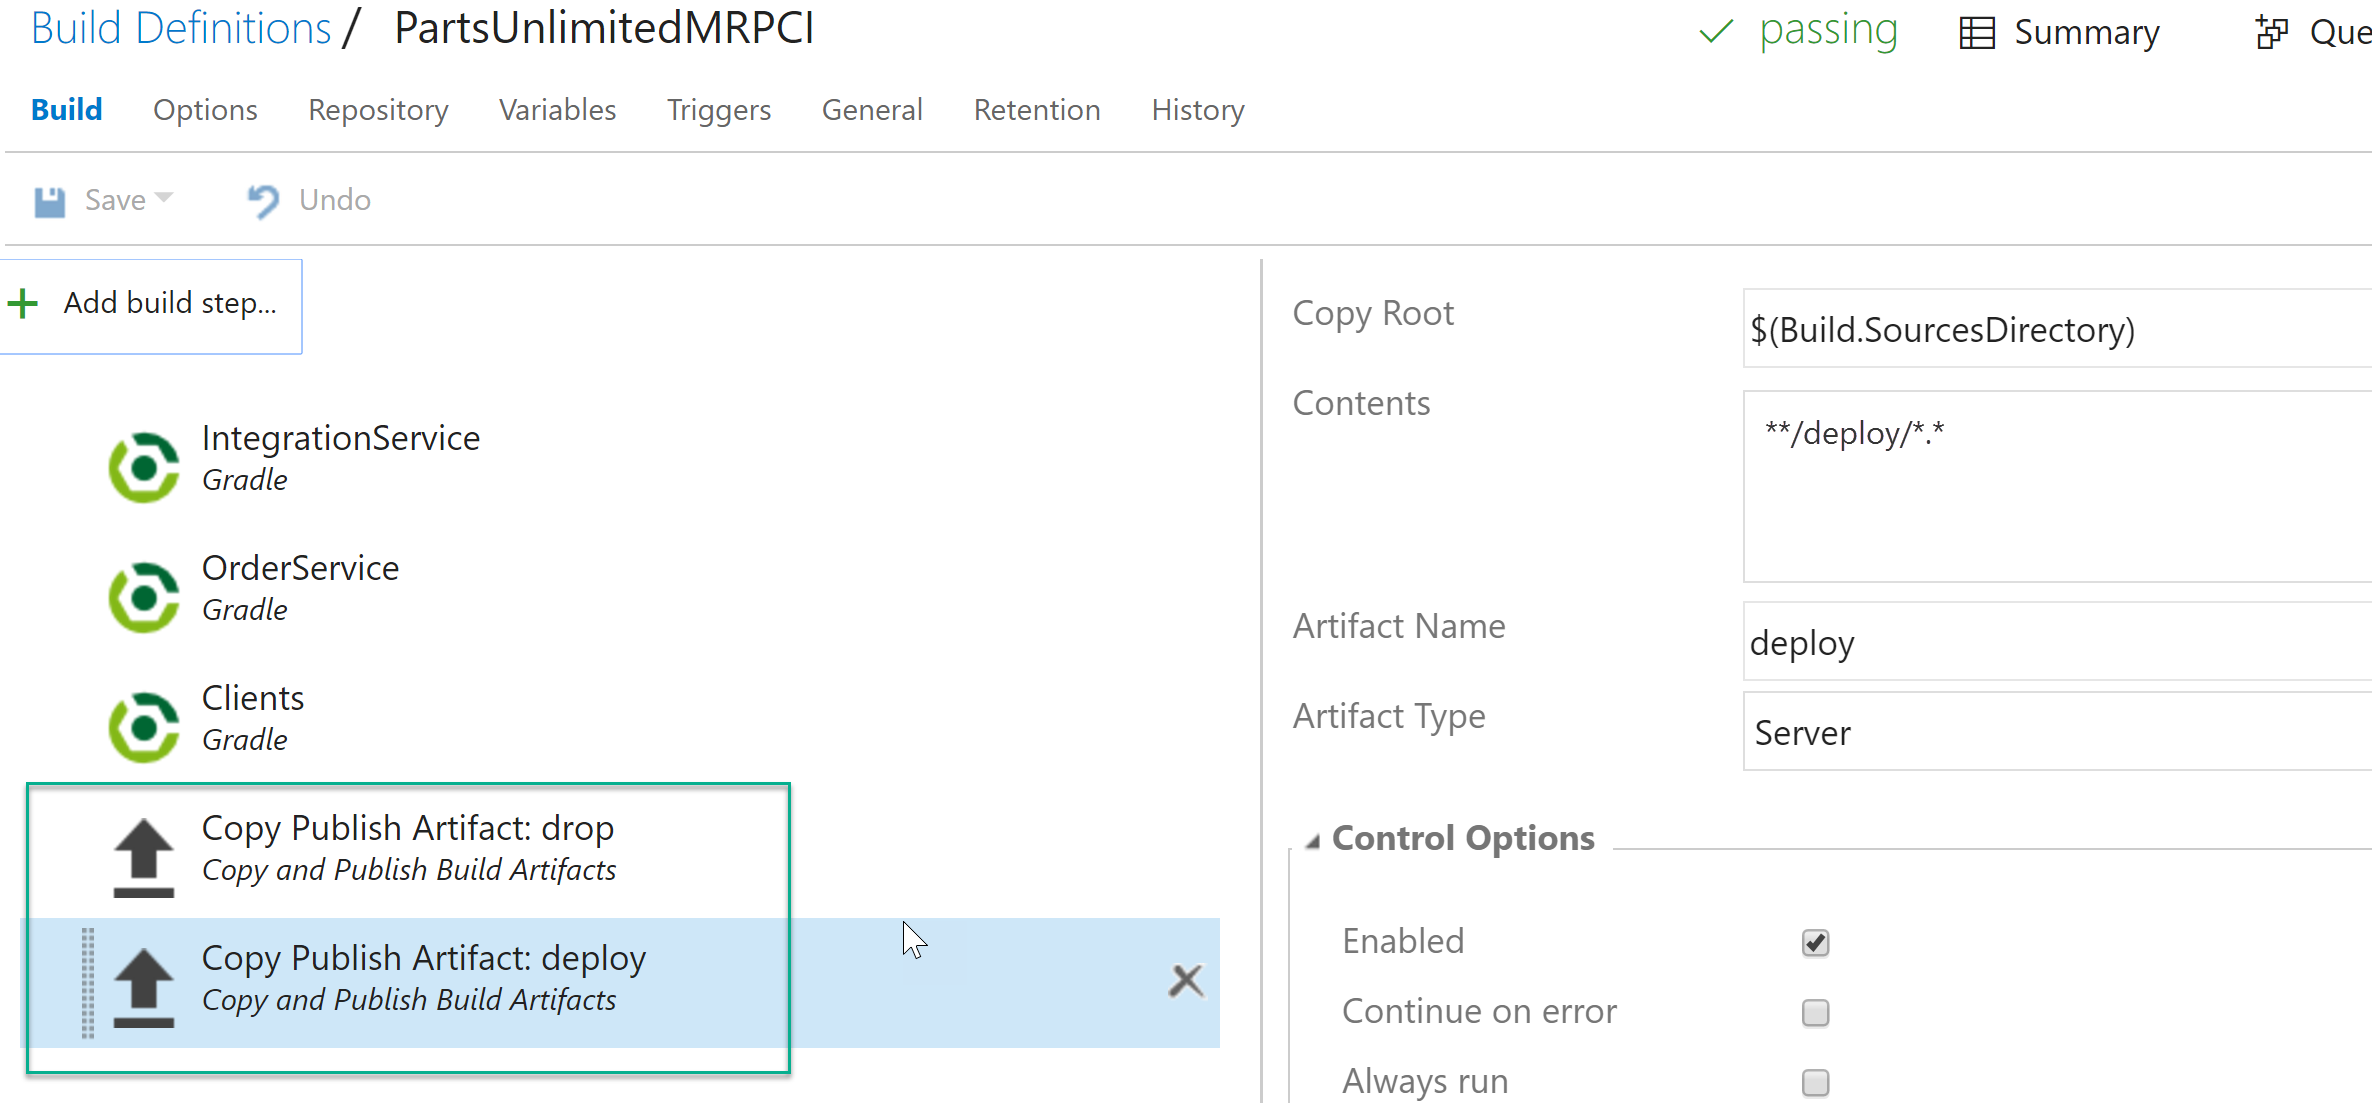 Build Definitions / PartsUnlimitedMRPCI
passing
Summary
Que
Build Options Repository Variables Triggers General Retention History
Save Undo
Add build step...
IntegrationService
Gradle
OrderService
Gradle
Clients
Gradle
Copy Publish Artifact: drop
Copy and Publish Build Artifacts
Copy Publish Artifact: deploy
Copy and Publish Build Artifacts
Copy Root
$(Build.SourcesDirectory)
Contents
**/deploy/*.*
Artifact Name
deploy
Artifact Type
Server
Control Options
Enabled
Continue on error
Always run